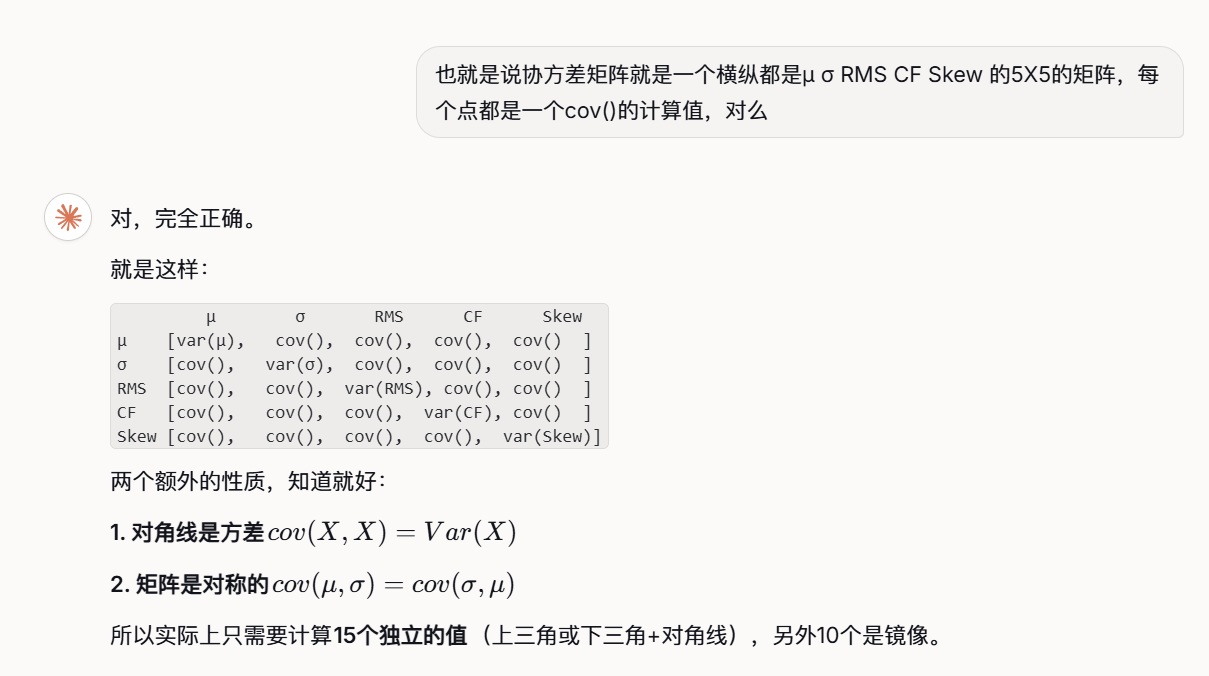 也就是说协方差矩阵就是一个横纵都是μ σ RMS CF Skew 的5X5的矩阵，每
个点都是一个cov()的计算值，对么
对，完全正确。
就是这样：
         μ        σ       RMS      CF      Skew
μ    [var(μ),   cov(),  cov(),  cov(),  cov()  ]
σ    [cov(),   var(σ),  cov(),  cov(),  cov()  ]
RMS  [cov(),   cov(),  var(RMS), cov(), cov()  ]
CF   [cov(),   cov(),  cov(),  var(CF), cov()  ]
Skew [cov(),   cov(),  cov(),  cov(),  var(Skew)]
两个额外的性质，知道就好：
1. 对角线是方差cov(X, X) = Var(X)
2. 矩阵是对称的cov(μ, σ) = cov(σ, μ)
所以实际上只需要计算15个独立的值（上三角或下三角+对角线），另外10个是镜像。